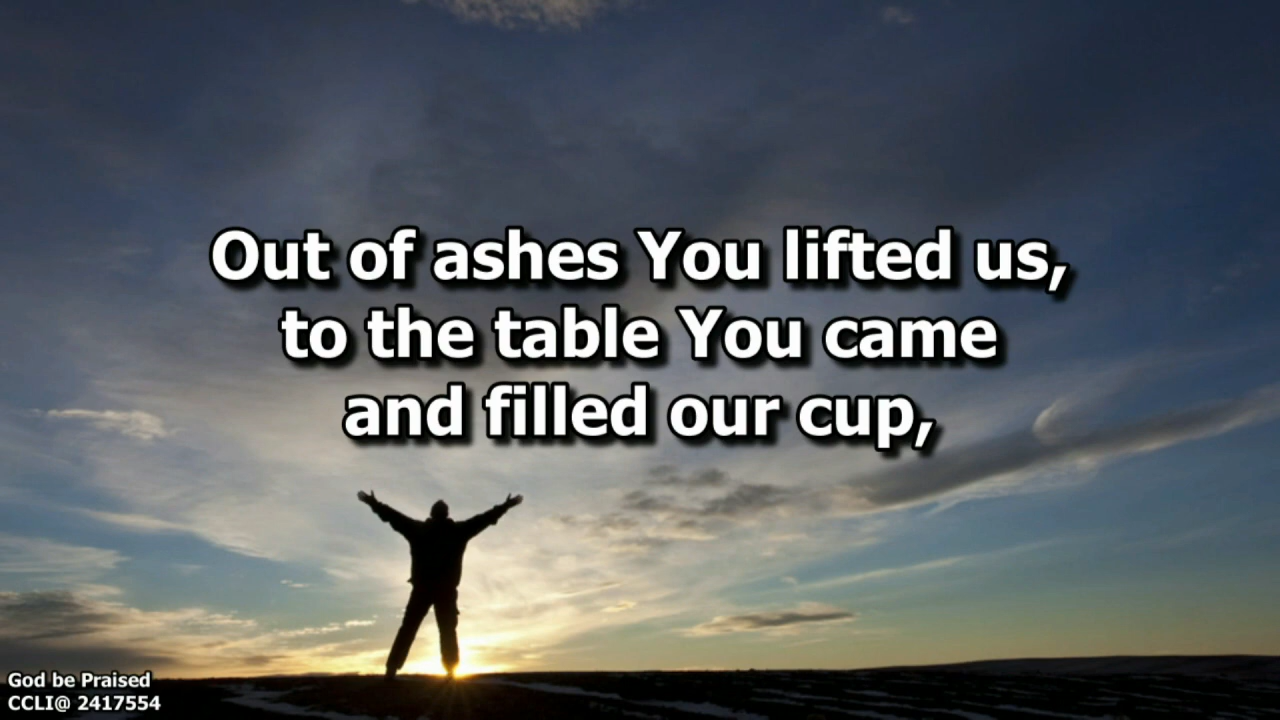 Out of ashes You lifted us,
to the table You came
and filled our cup,
God be Praised
CCLI@ 2417554